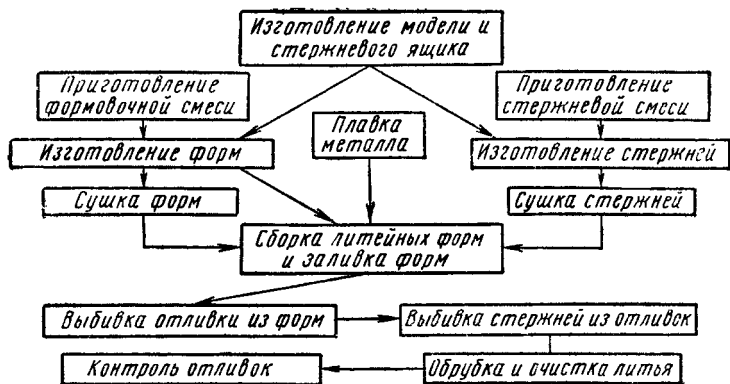 Изготовление модели и
стержневого ящика
Приготовление
формовочной смеси
Приготовление
стержневой смеси
Плавка
металла
Изготовление форм
Изготовление стержней
Сушка форм
Сушка стержней
Сборка литейных форм
и заливка форм
Выбивка отливки из форм
Выбивка стержней из отливок
Контроль отливок
Обрубка и очистка литья